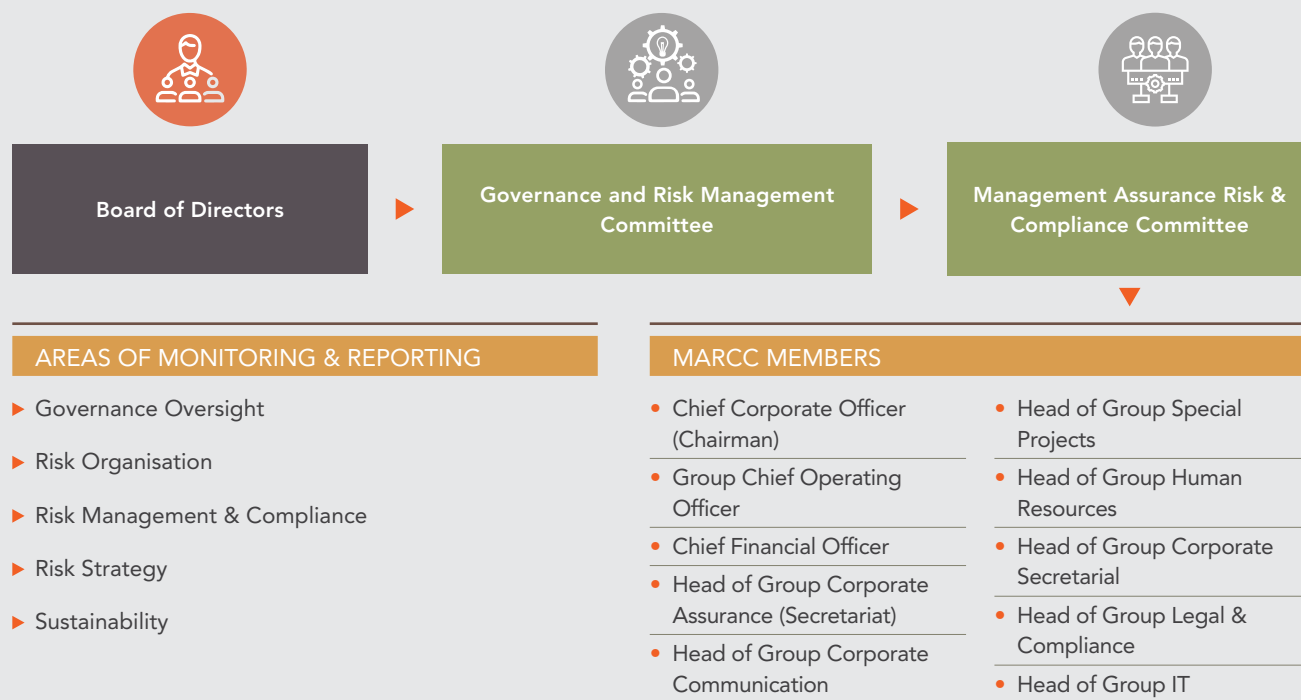 Board of Directors
Governance and Risk Management
Committee
Management Assurance Risk &
Compliance Committee
AREAS OF MONITORING & REPORTING
Governance Oversight
Risk Organisation
Risk Management & Compliance
Risk Strategy
Sustainability
MARCC MEMBERS
Chief Corporate Officer
(Chairman)
Group Chief Operating
Officer
Chief Financial Officer
Head of Group Corporate
Assurance (Secretariat)
Head of Group Corporate
Communication
Head of Group Special
Projects
Head of Group Human
Resources
Head of Group Corporate
Secretarial
Head of Group Legal &
Compliance
Head of Group IT